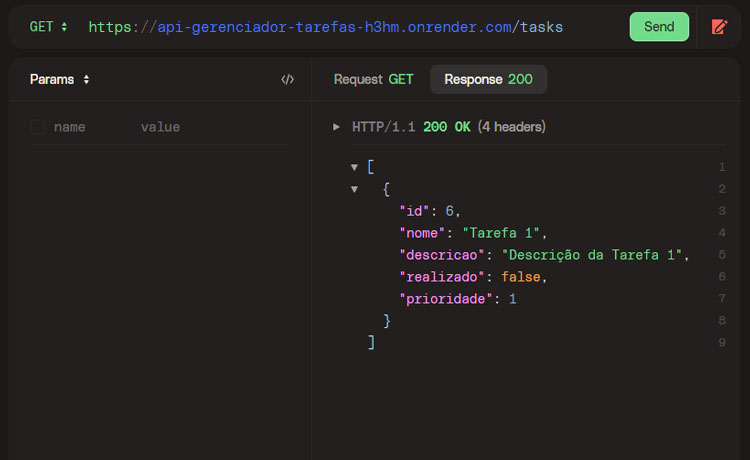 GET https://api-gerenciador-tarefas-h3hm.onrender.com/tasks Send
Params </> Request GET Response 200
name value
HTTP/1.1 200 OK (4 headers)
[ 1
{ 2
"id": 6, 3
"nome": "Tarefa 1", 4
"descricao": "Descrição da Tarefa 1", 5
"realizado": false, 6
"prioridade": 1 7
} 8
] 9